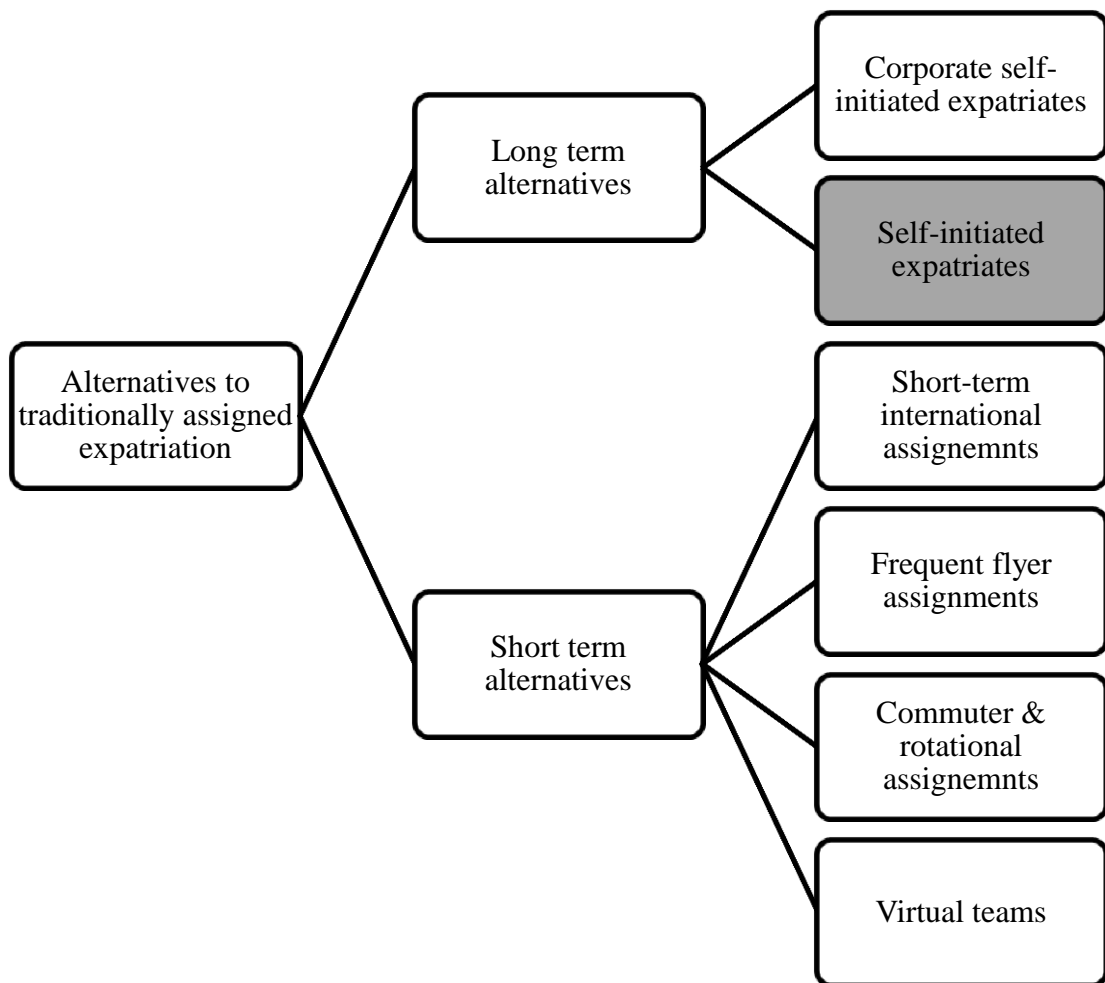 Corporate self-
initiated expatriates
Long term
alternatives
Self-initiated
expatriates
Alternatives to
traditionally assigned
expatriation
Short-term
international
assignemnts
Frequent flyer
assignments
Short term
alternatives
Commuter &
rotational
assignemnts
Virtual teams